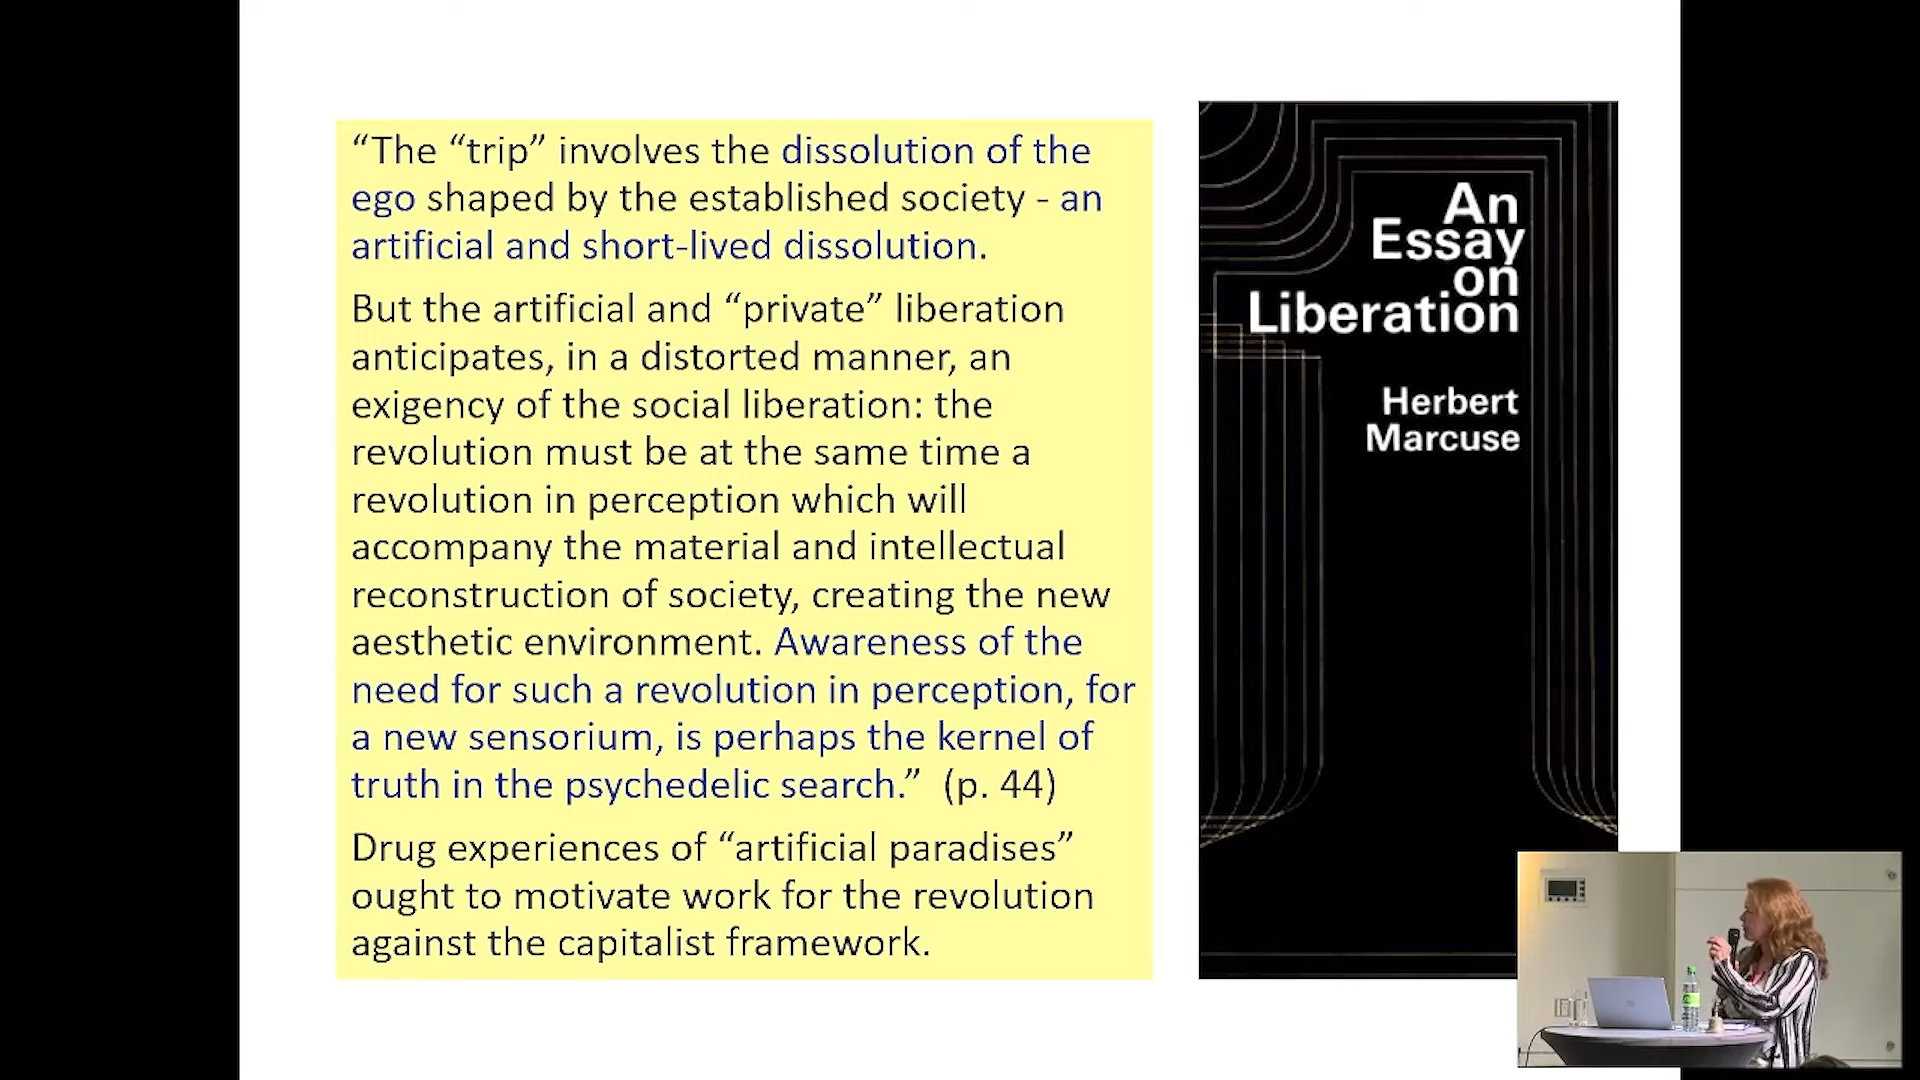 “The “trip” involves the dissolution of the
ego shaped by the established society - an
artificial and short-lived dissolution.
But the artificial and “private” liberation
anticipates, in a distorted manner, an
exigency of the social liberation: the
revolution must be at the same time a
revolution in perception which will
accompany the material and intellectual
reconstruction of society, creating the new
aesthetic environment. Awareness of the
need for such a revolution in perception, for
a new sensorium, is perhaps the kernel of
truth in the psychedelic search.” (p. 44)
Drug experiences of “artificial paradises”
ought to motivate work for the revolution
against the capitalist framework.
An
Essay
on
Liberation
Herbert
Marcuse